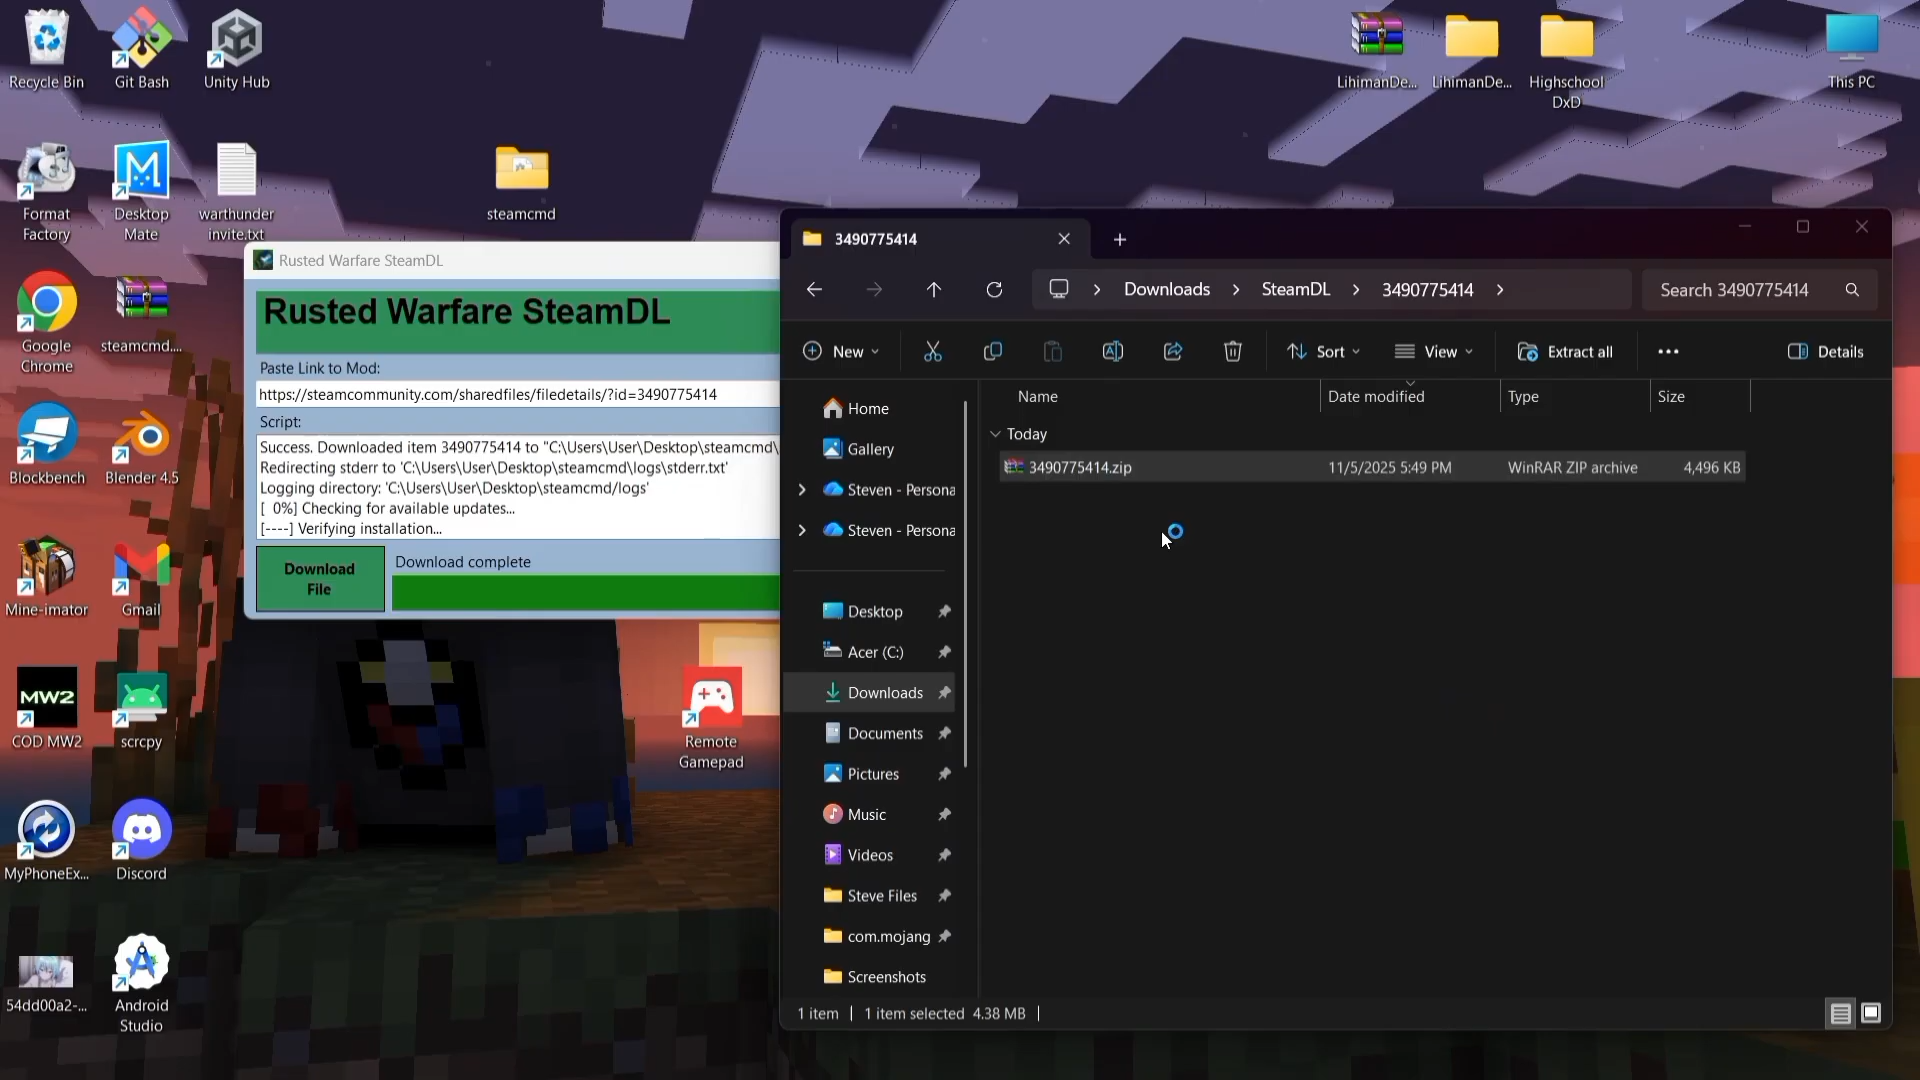 Recycle Bin
Git Bash
Unity Hub
LihimanDe...
LihimanDe...
Highschool
DxD
This PC
Format
Factory
Desktop
Mate
warthunder
invite.txt
steamcmd
Google
Chrome
steamcmd....
Blockbench
Blender 4.5
Mine-imator
Gmail
MW2
COD MW2
scrcpy
Remote
Gamepad
MyPhoneEx...
Discord
54dd00a2-...
Android
Studio
Rusted Warfare SteamDL
Rusted Warfare SteamDL
Paste Link to Mod:
https://steamcommunity.com/sharedfiles/filedetails/?id=3490775414
Script:
Success. Downloaded item 3490775414 to "C:\Users\User\Desktop\steamcmd\
Redirecting stderr to 'C:\Users\User\Desktop\steamcmd\logs\stderr.txt'
Logging directory: 'C:\Users\User\Desktop\steamcmd/logs'
[  0%] Checking for available updates...
[----] Verifying installation...
Download
File
Download complete
3490775414
Downloads > SteamDL > 3490775414 >
Search 3490775414
New
Sort
View
Extract all
Details
Home
Gallery
Steven - Persona
Steven - Persona
Desktop
Acer (C:)
Downloads
Documents
Pictures
Music
Videos
Steve Files
com.mojang
Screenshots
Name Date modified Type Size
Today
3490775414.zip 11/5/2025 5:49 PM WinRAR ZIP archive 4,496 KB
1 item 1 item selected 4.38 MB